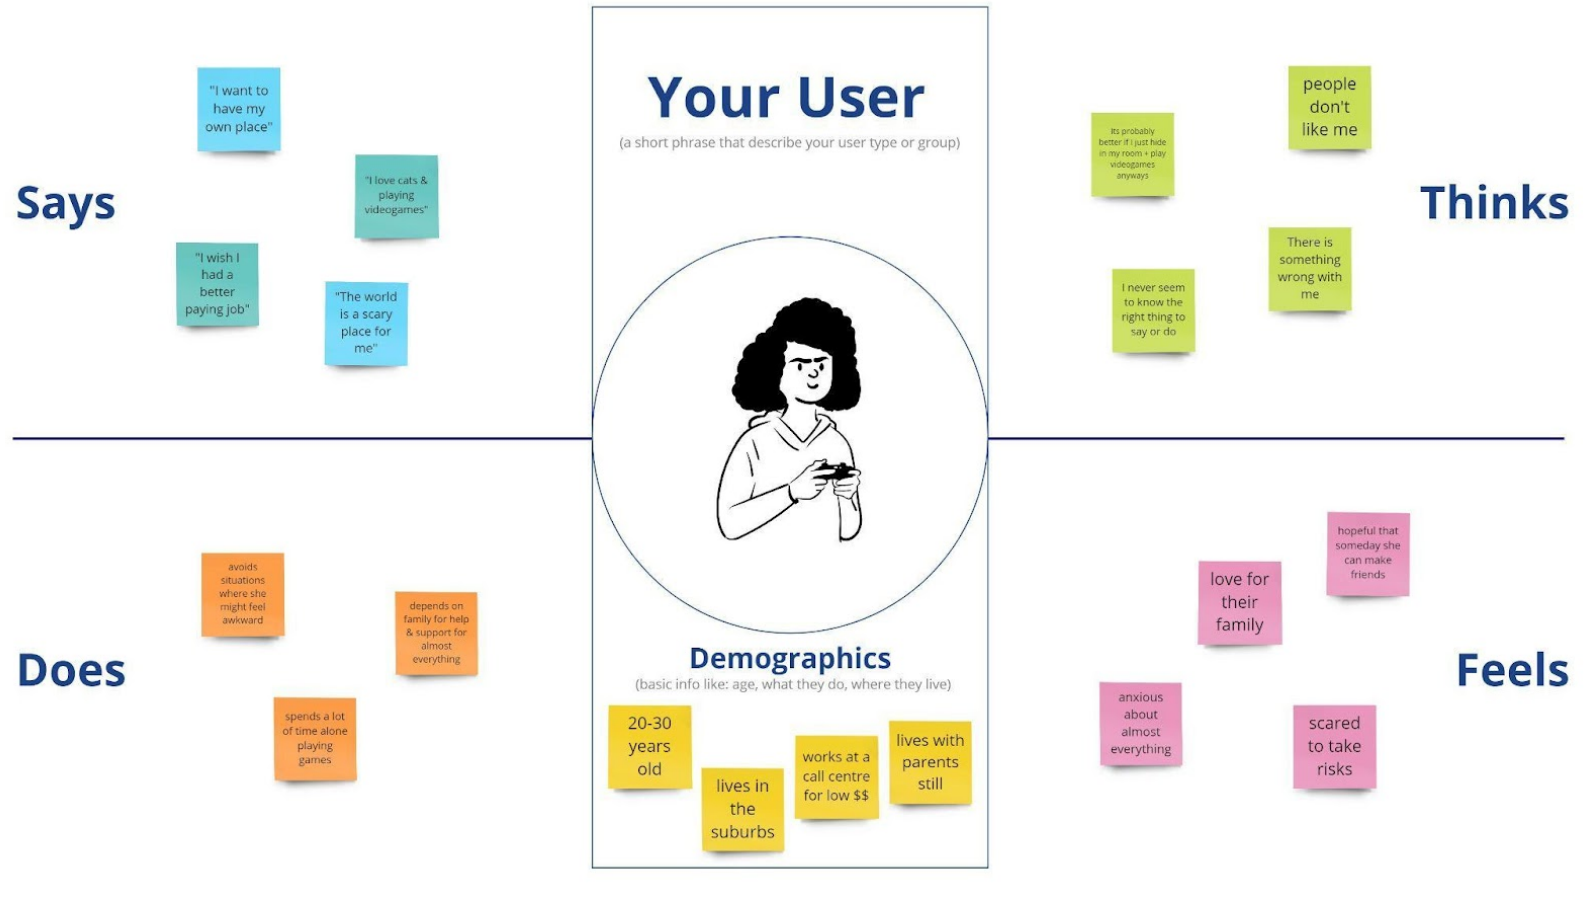 Your User
(a short phrase that describe your user type or group)
Says
"I want to
have my
own place"
"I love cats &
playing
videogames"
"I wish I
had a
better
paying job"
"The world
is a scary
place for
me"
Thinks
Its probably
better if i just hide
in my room + play
videogames
anyways
people
don't
like me
There is
something
wrong with
me
I never seem
to know the
right thing to
say or do
Does
avoids
situations
where she
might feel
awkward
depends on
family for help
& support for
almost
everything
spends a lot
of time alone
playing
games
Feels
hopeful that
someday she
can make
friends
love for
their
family
anxious
about
almost
everything
scared
to take
risks
Demographics
(basic info like: age, what they do, where they live)
20-30
years
old
lives in
the
suburbs
works at a
call centre
for low $$
lives with
parents
still